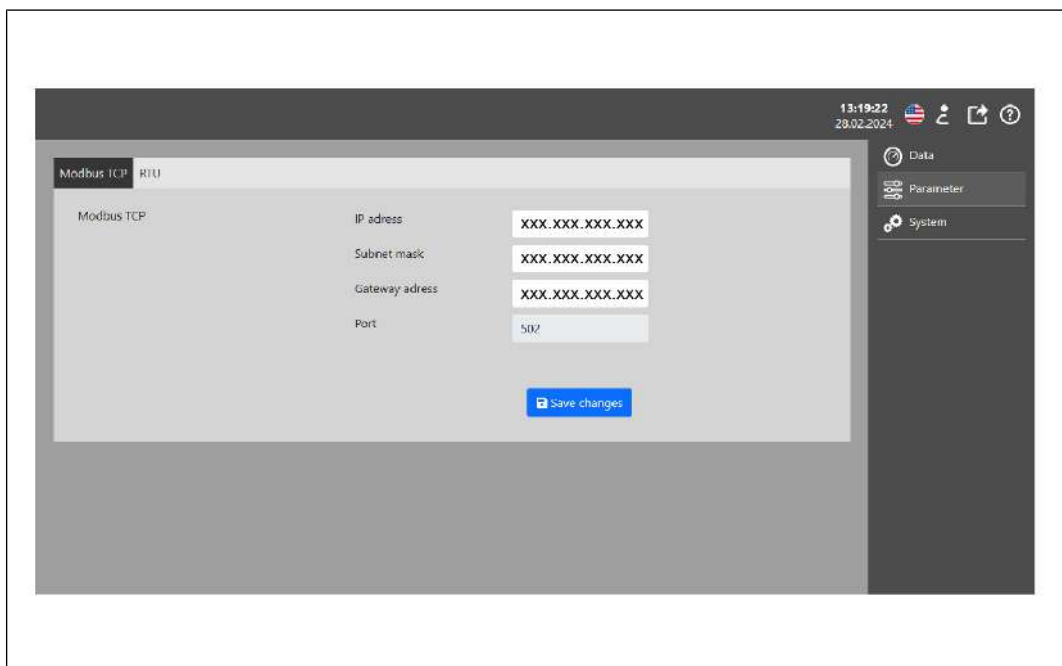 13:19:22
28.02.2024
Data
Modbus TCP RTU
Parameter
Modbus TCP
IP adress XXX.XXX.XXX.XXX
System
Subnet mask XXX.XXX.XXX.XXX
Gateway adress XXX.XXX.XXX.XXX
Port 502
Save changes